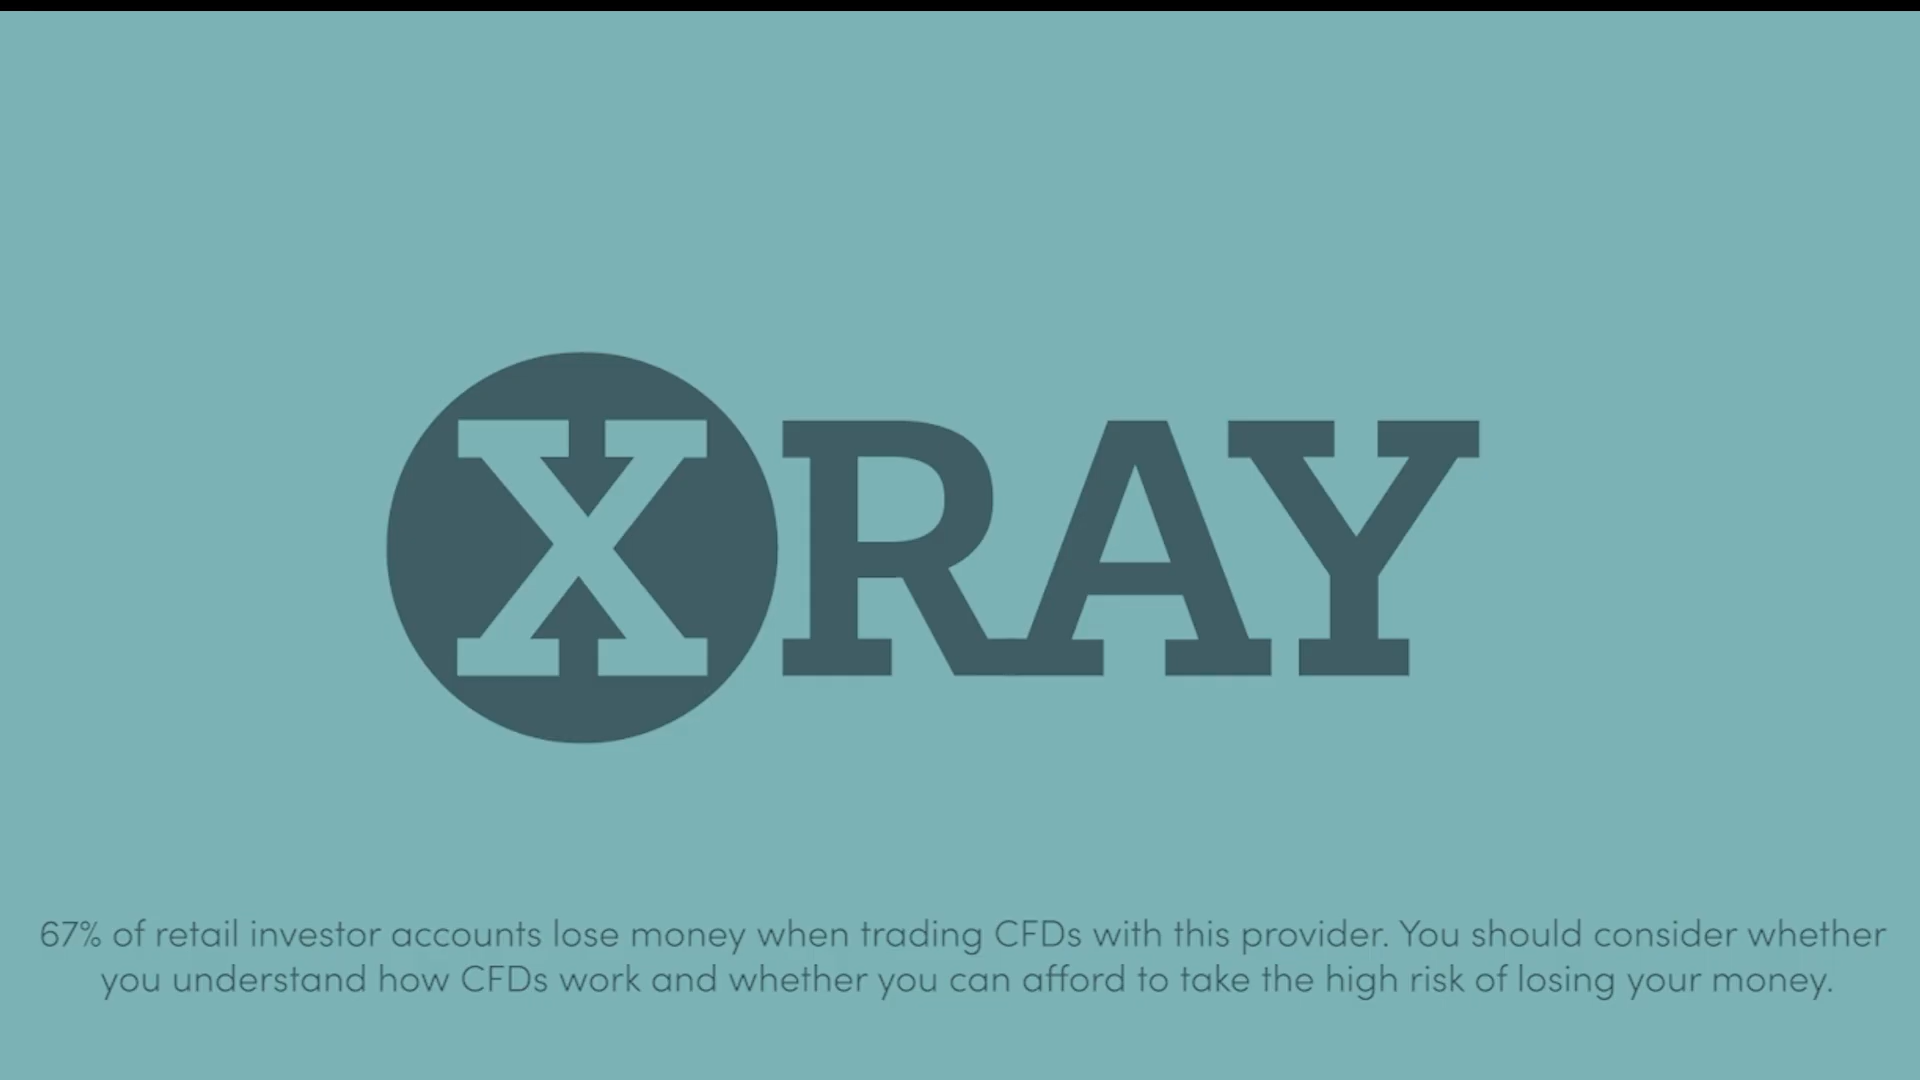 XRAY
67% of retail investor accounts lose money when trading CFDs with this provider. You should consider whether
you understand how CFDs work and whether you can afford to take the high risk of losing your money.